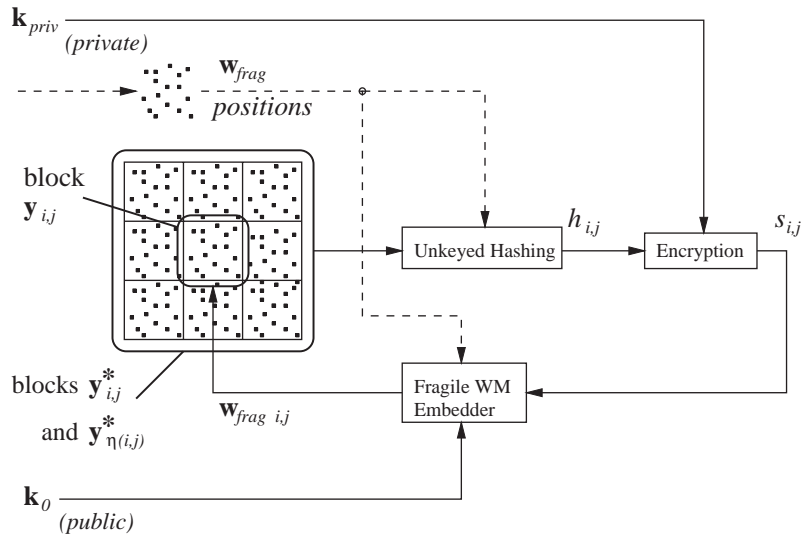 k_priv
(private)
w_frag
positions
block
y_i,j
Unkeyed Hashing
h_i,j
Encryption
s_i,j
blocks y*_i,j
and y*_η(i,j)
w_frag i,j
Fragile WM
Embedder
k_0
(public)